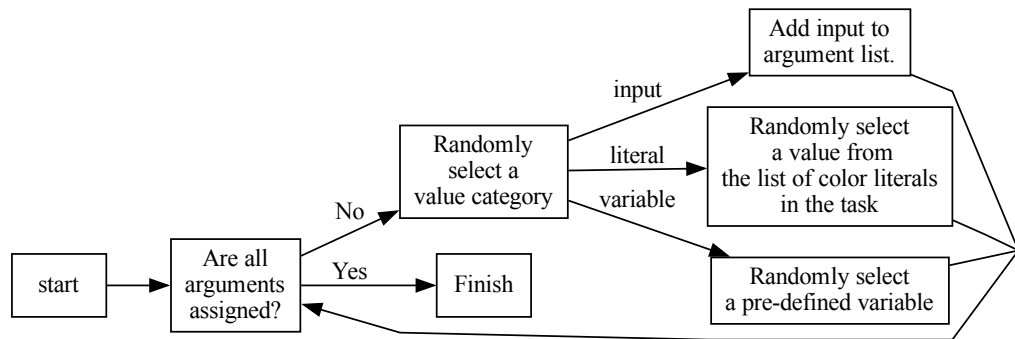 start
Are all
arguments
assigned?
No
Yes
Finish
Randomly
select a
value category
input
literal
variable
Add input to
argument list.
Randomly select
a value from
the list of color literals
in the task
Randomly select
a pre-defined variable